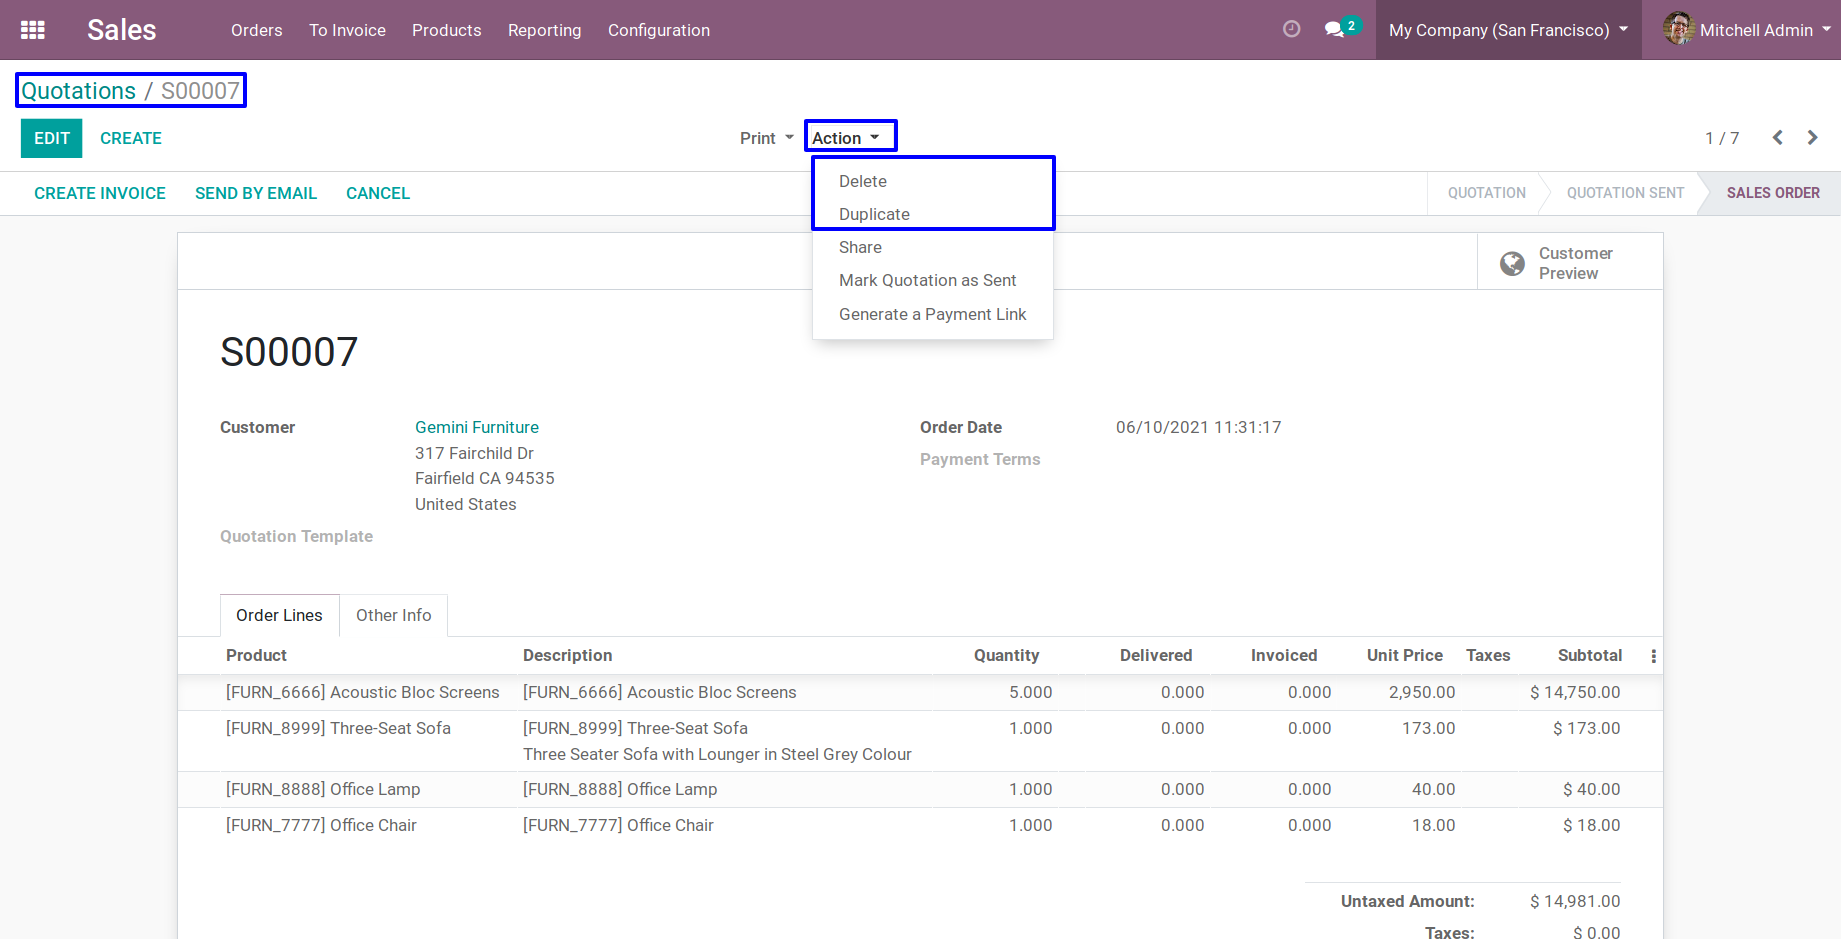 Sales Orders To Invoice Products Reporting Configuration 2 My Company (San Francisco) Mitchell Admin
Quotations / S00007
EDIT CREATE Print Action 1 / 7
Delete
Duplicate
Share
Mark Quotation as Sent
Generate a Payment Link
CREATE INVOICE SEND BY EMAIL CANCEL QUOTATION QUOTATION SENT SALES ORDER
Customer
Preview
S00007
Customer Gemini Furniture Order Date 06/10/2021 11:31:17
317 Fairchild Dr Payment Terms
Fairfield CA 94535
United States
Quotation Template
Order Lines Other Info
Product Description Quantity Delivered Invoiced Unit Price Taxes Subtotal
[FURN_6666] Acoustic Bloc Screens [FURN_6666] Acoustic Bloc Screens 5.000 0.000 0.000 2,950.00 $ 14,750.00
[FURN_8999] Three-Seat Sofa [FURN_8999] Three-Seat Sofa 1.000 0.000 0.000 173.00 $ 173.00
Three Seater Sofa with Lounger in Steel Grey Colour
[FURN_8888] Office Lamp [FURN_8888] Office Lamp 1.000 0.000 0.000 40.00 $ 40.00
[FURN_7777] Office Chair [FURN_7777] Office Chair 1.000 0.000 0.000 18.00 $ 18.00
Untaxed Amount: $ 14,981.00
Taxes: $ 0.00